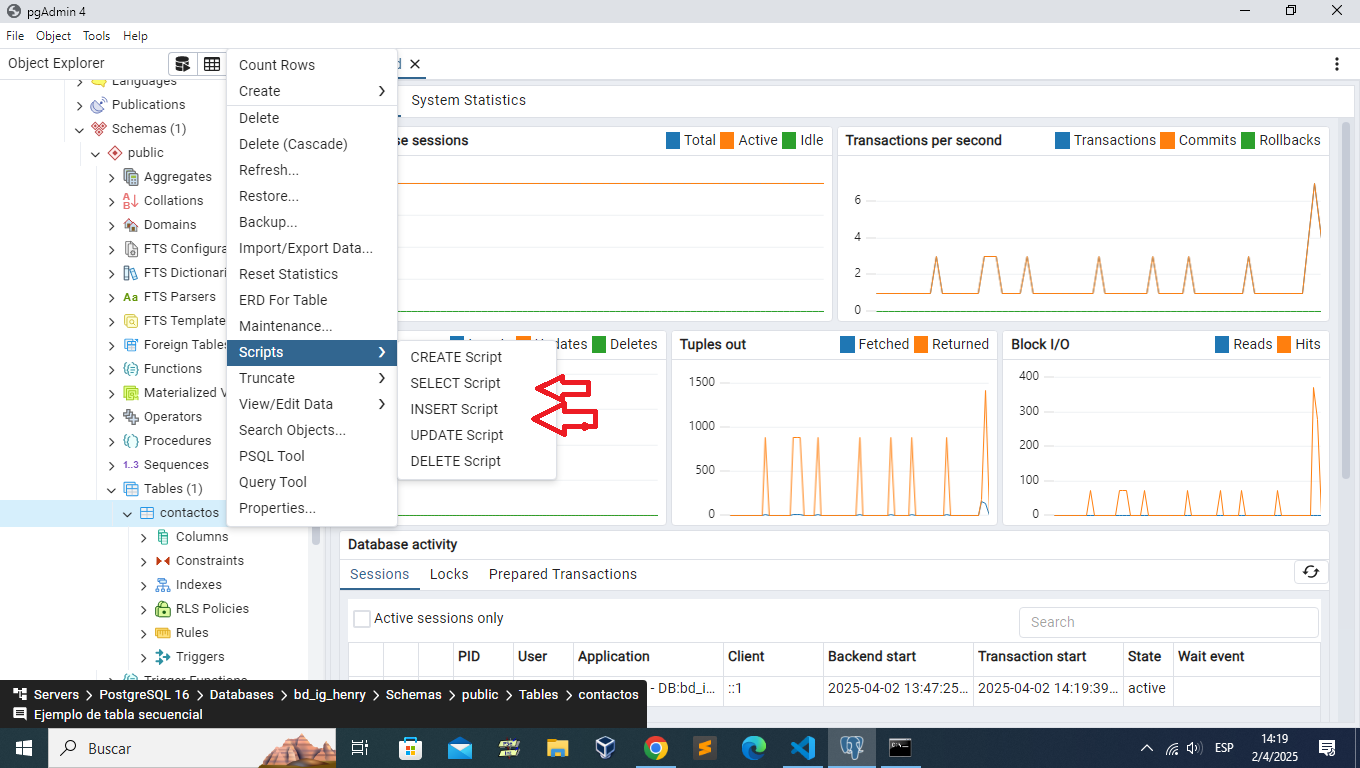 pgAdmin 4
File Object Tools Help
Object Explorer
Languages
Publications
Schemas (1)
public
Aggregates
Collations
Domains
FTS Configura
FTS Dictionari
FTS Parsers
FTS Template
Foreign Tables
Functions
Materialized V
Operators
Procedures
Sequences
Tables (1)
contactos
Columns
Constraints
Indexes
RLS Policies
Rules
Triggers
Trigger Functions
Count Rows
Create
Delete
Delete (Cascade)
Refresh...
Restore...
Backup...
Import/Export Data...
Reset Statistics
ERD For Table
Maintenance...
Scripts
Truncate
View/Edit Data
Search Objects...
PSQL Tool
Query Tool
Properties...
CREATE Script
SELECT Script
INSERT Script
UPDATE Script
DELETE Script
System Statistics
se sessions
Total Active Idle
Transactions per second
Transactions Commits Rollbacks
6
4
2
0
Updates Deletes
Tuples out
Fetched Returned
1500
1000
500
0
Block I/O
Reads Hits
400
300
200
100
0
Database activity
Sessions Locks Prepared Transactions
Active sessions only
Search
PID User Application Client Backend start Transaction start State Wait event
- DB:bd_i... ::1 2025-04-02 13:47:25... 2025-04-02 14:19:39... active
Servers > PostgreSQL 16 > Databases > bd_ig_henry > Schemas > public > Tables > contactos
Ejemplo de tabla secuencial
Buscar
ESP
14:19
2/4/2025